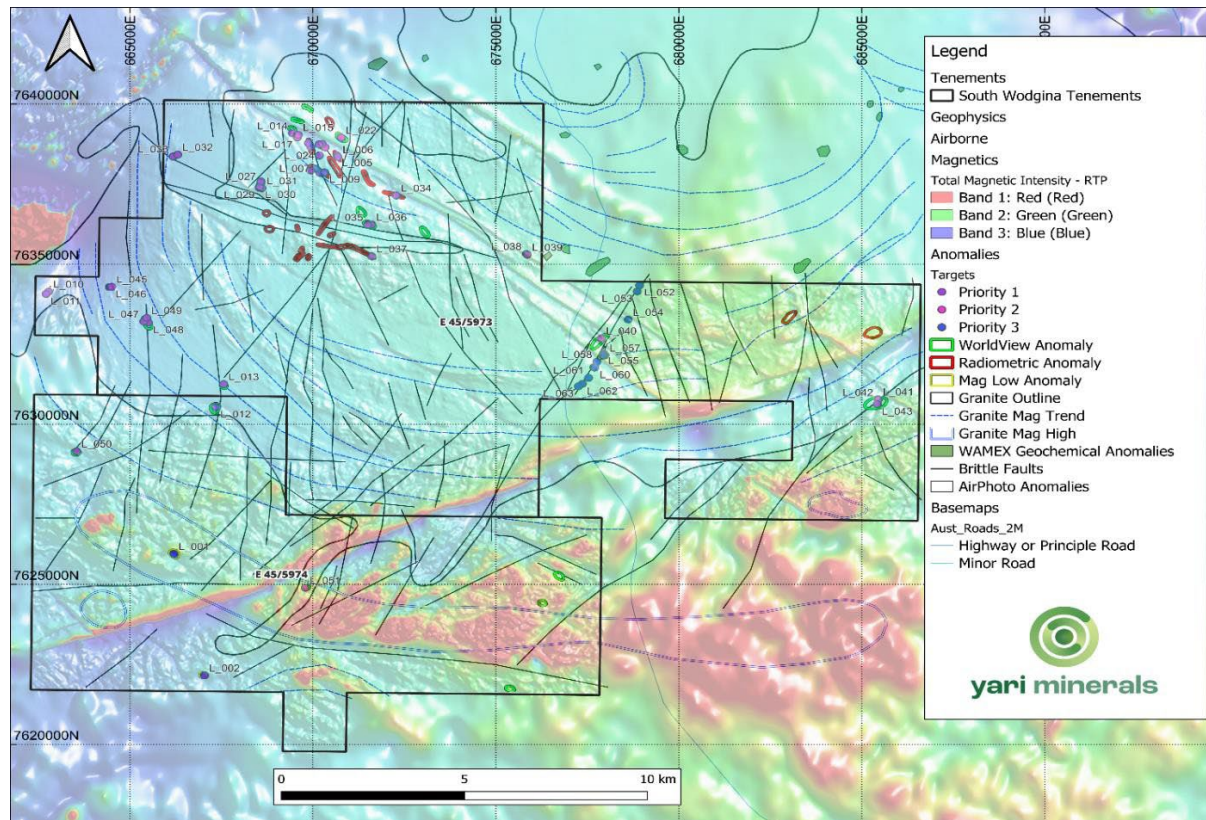 665000E
670000E
675000E
680000E
685000E
7640000N
7635000N
7630000N
7625000N
7620000N
L_014
L_015
L_022
L_017
L_006
L_024
L_005
L_007
L_009
L_032
L_027
L_031
L_029
L_030
L_034
035
L_036
L_037
L_038
L_039
L_010
L_011
L_045
L_046
L_049
L_047
L_048
L_013
L_012
L_050
L_001
L_002
L_051
L_052
L_053
L_054
L_040
L_057
L_058
L_055
L_061
L_060
L_062
L_063
L_042
L_041
L_043
E 45/5973
E 45/5974
0
5
10 km
Legend
Tenements
South Wodgina Tenements
Geophysics
Airborne
Magnetics
Total Magnetic Intensity - RTP
Band 1: Red (Red)
Band 2: Green (Green)
Band 3: Blue (Blue)
Anomalies
Targets
Priority 1
Priority 2
Priority 3
WorldView Anomaly
Radiometric Anomaly
Mag Low Anomaly
Granite Outline
Granite Mag Trend
Granite Mag High
WAMEX Geochemical Anomalies
Brittle Faults
AirPhoto Anomalies
Basemaps
Aust_Roads_2M
Highway or Principle Road
Minor Road
yari minerals